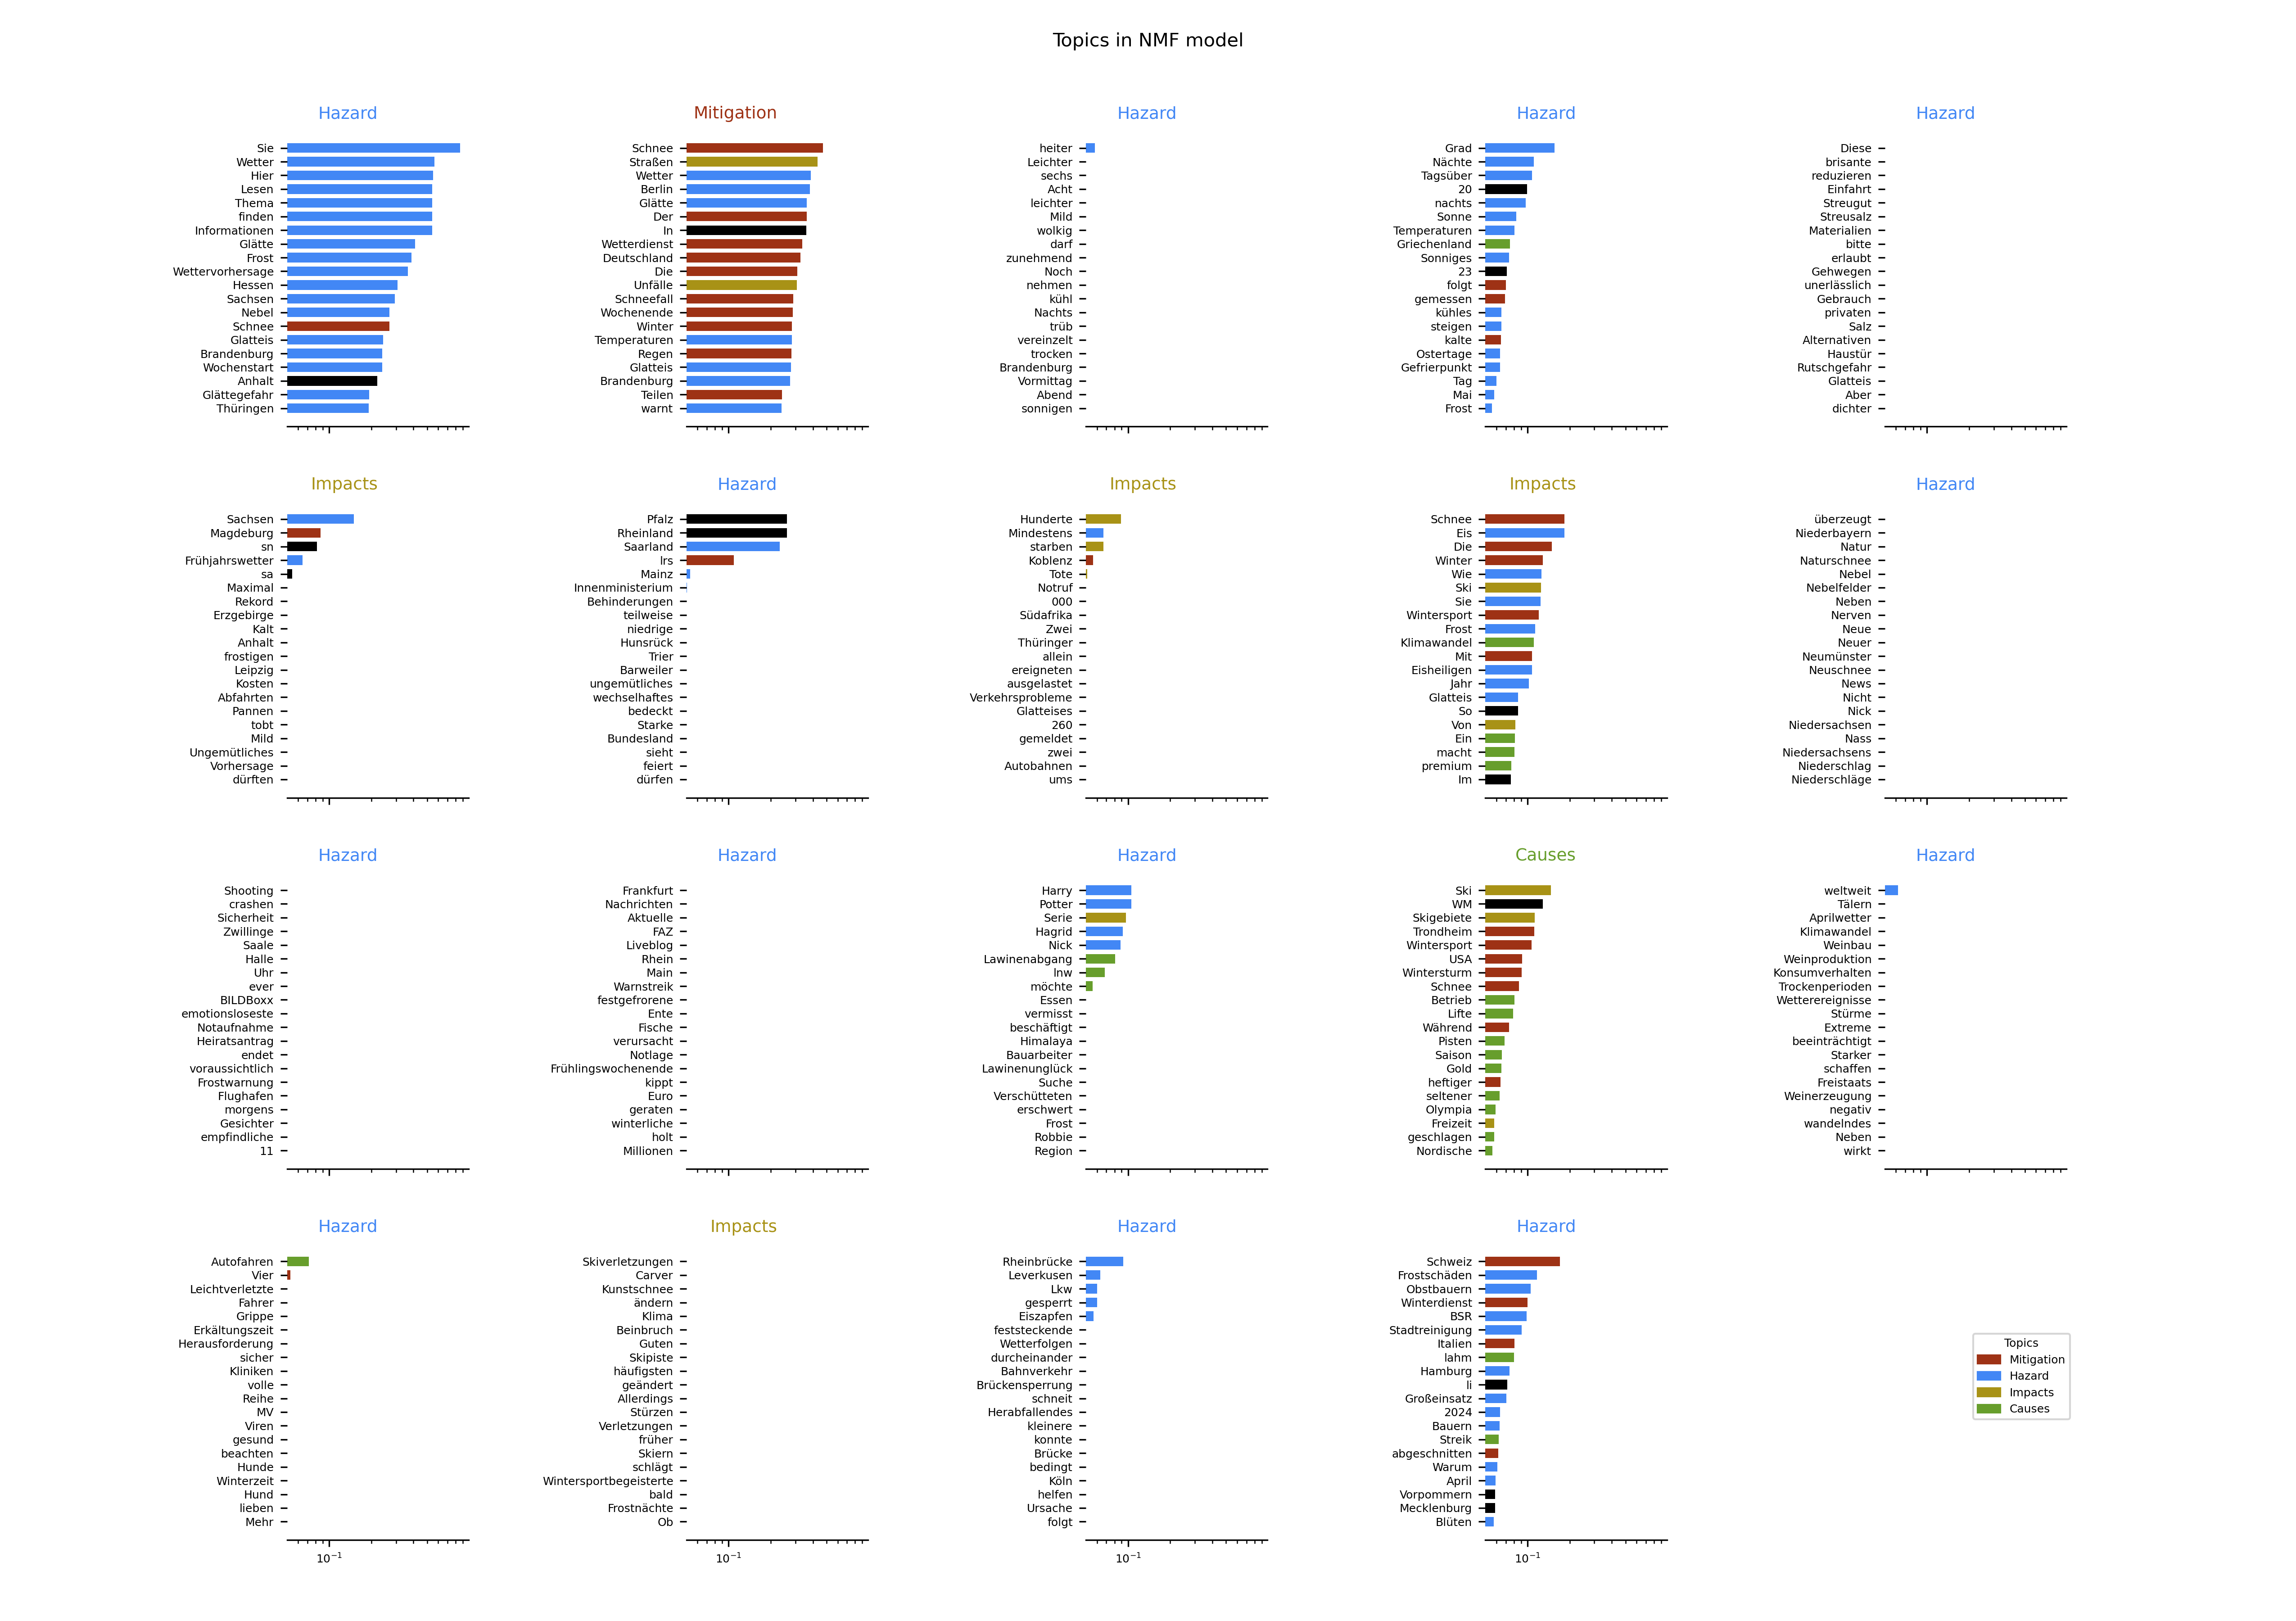 Topics in NMF model
Hazard
Sie
Wetter
Hier
Lesen
Thema
finden
Informationen
Glätte
Frost
Wettervorhersage
Hessen
Sachsen
Nebel
Schnee
Glatteis
Brandenburg
Wochenstart
Anhalt
Glättegefahr
Thüringen
Mitigation
Schnee
Straßen
Wetter
Berlin
Glätte
Der
In
Wetterdienst
Deutschland
Die
Unfälle
Schneefall
Wochenende
Winter
Temperaturen
Regen
Glatteis
Brandenburg
Teilen
warnt
Hazard
heiter
Leichter
sechs
Acht
leichter
Mild
wolkig
darf
zunehmend
Noch
nehmen
kühl
Nachts
trüb
vereinzelt
trocken
Brandenburg
Vormittag
Abend
sonnigen
Hazard
Grad
Nächte
Tagsüber
20
nachts
Sonne
Temperaturen
Griechenland
Sonniges
23
folgt
gemessen
kühles
steigen
kalte
Ostertage
Gefrierpunkt
Tag
Mai
Frost
Hazard
Diese
brisante
reduzieren
Einfahrt
Streugut
Streusalz
Materialien
bitte
erlaubt
Gehwegen
unerlässlich
Gebrauch
privaten
Salz
Alternativen
Haustür
Rutschgefahr
Glatteis
Aber
dichter
Impacts
Sachsen
Magdeburg
sn
Frühjahrswetter
sa
Maximal
Rekord
Erzgebirge
Kalt
Anhalt
frostigen
Leipzig
Kosten
Abfahrten
Pannen
tobt
Mild
Ungemütliches
Vorhersage
dürften
Hazard
Pfalz
Rheinland
Saarland
lrs
Mainz
Innenministerium
Behinderungen
teilweise
niedrige
Hunsrück
Trier
Barweiler
ungemütliches
wechselhaftes
bedeckt
Starke
Bundesland
sieht
feiert
dürfen
Impacts
Hunderte
Mindestens
starben
Koblenz
Tote
Notruf
000
Südafrika
Zwei
Thüringer
allein
ereigneten
ausgelastet
Verkehrsprobleme
Glatteises
260
gemeldet
zwei
Autobahnen
ums
Impacts
Schnee
Eis
Die
Winter
Wie
Ski
Sie
Wintersport
Frost
Klimawandel
Mit
Eisheiligen
Jahr
Glatteis
So
Von
Ein
macht
premium
Im
Hazard
überzeugt
Niederbayern
Natur
Naturschnee
Nebel
Nebelfelder
Neben
Nerven
Neue
Neuer
Neumünster
Neuschnee
News
Nicht
Nick
Niedersachsen
Nass
Niedersachsens
Niederschlag
Niederschläge
Hazard
Shooting
crashen
Sicherheit
Zwillinge
Saale
Halle
Uhr
ever
BILDBoxx
emotionsloseste
Notaufnahme
Heiratsantrag
endet
voraussichtlich
Frostwarnung
Flughafen
morgens
Gesichter
empfindliche
11
Hazard
Frankfurt
Nachrichten
Aktuelle
FAZ
Liveblog
Rhein
Main
Warnstreik
festgefrorene
Ente
Fische
verursacht
Notlage
Frühlingswochenende
kippt
Euro
geraten
winterliche
holt
Millionen
Hazard
Harry
Potter
Serie
Hagrid
Nick
Lawinenabgang
lnw
möchte
Essen
vermisst
beschäftigt
Himalaya
Bauarbeiter
Lawinenunglück
Suche
Verschütteten
erschwert
Frost
Robbie
Region
Causes
Ski
WM
Skigebiete
Trondheim
Wintersport
USA
Wintersturm
Schnee
Betrieb
Lifte
Während
Pisten
Saison
Gold
heftiger
seltener
Olympia
Freizeit
geschlagen
Nordische
Hazard
weltweit
Tälern
Aprilwetter
Klimawandel
Weinbau
Weinproduktion
Konsumverhalten
Trockenperioden
Wetterereignisse
Stürme
Extreme
beeinträchtigt
Starker
schaffen
Freistaats
Weinerzeugung
negativ
wandelndes
Neben
wirkt
Hazard
Autofahren
Vier
Leichtverletzte
Fahrer
Grippe
Erkältungszeit
Herausforderung
sicher
Kliniken
volle
Reihe
MV
Viren
gesund
beachten
Hunde
Winterzeit
Hund
lieben
Mehr
10⁻¹
Impacts
Skiverletzungen
Carver
Kunstschnee
ändern
Klima
Beinbruch
Guten
Skipiste
häufigsten
geändert
Allerdings
Stürzen
Verletzungen
früher
Skiern
schlägt
Wintersportbegeisterte
bald
Frostnächte
Ob
10⁻¹
Hazard
Rheinbrücke
Leverkusen
Lkw
gesperrt
Eiszapfen
feststeckende
Wetterfolgen
durcheinander
Bahnverkehr
Brückensperrung
schneit
Herabfallendes
kleinere
konnte
Brücke
bedingt
Köln
helfen
Ursache
folgt
10⁻¹
Hazard
Schweiz
Frostschäden
Obstbauern
Winterdienst
BSR
Stadtreinigung
Italien
lahm
Hamburg
li
Großeinsatz
2024
Bauern
Streik
abgeschnitten
Warum
April
Vorpommern
Mecklenburg
Blüten
10⁻¹
Topics
Mitigation
Hazard
Impacts
Causes